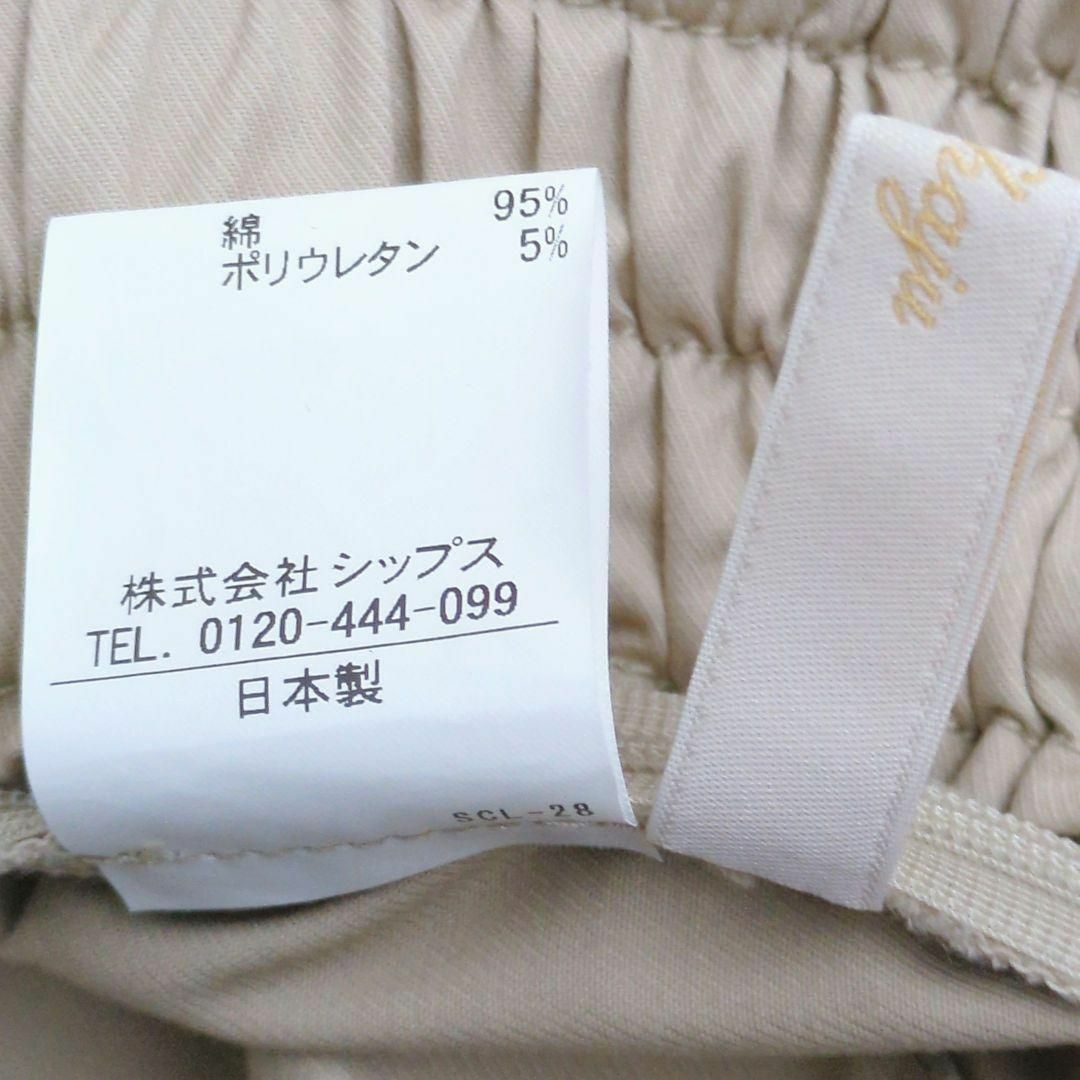 綿 95%
ポリウレタン 5%
株式会社シップス
TEL. 0120-444-099
日本製
SCL-28